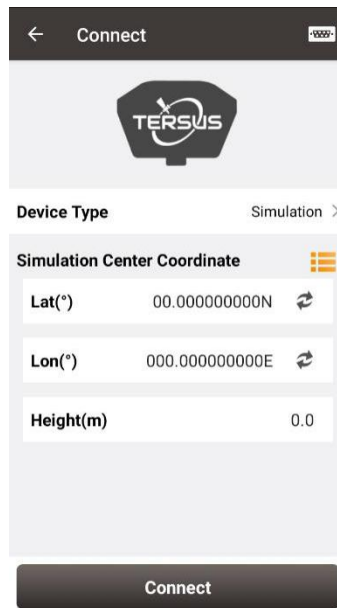 Connect
TERSUS
Device Type Simulation
Simulation Center Coordinate
Lat(°) 00.000000000N
Lon(°) 000.000000000E
Height(m) 0.0
Connect